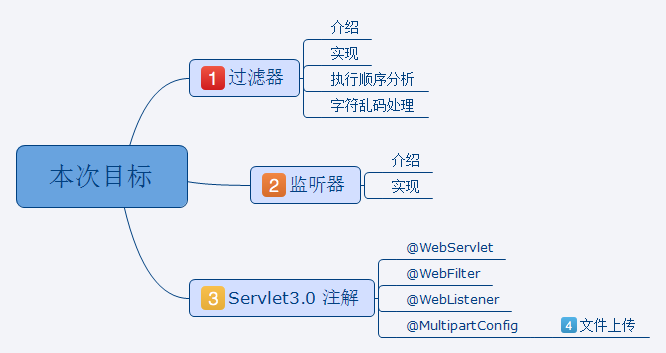 本次目标
1 过滤器
介绍
实现
执行顺序分析
字符乱码处理
2 监听器
介绍
实现
3 Servlet3.0 注解
@WebServlet
@WebFilter
@WebListener
@MultipartConfig
4 文件上传